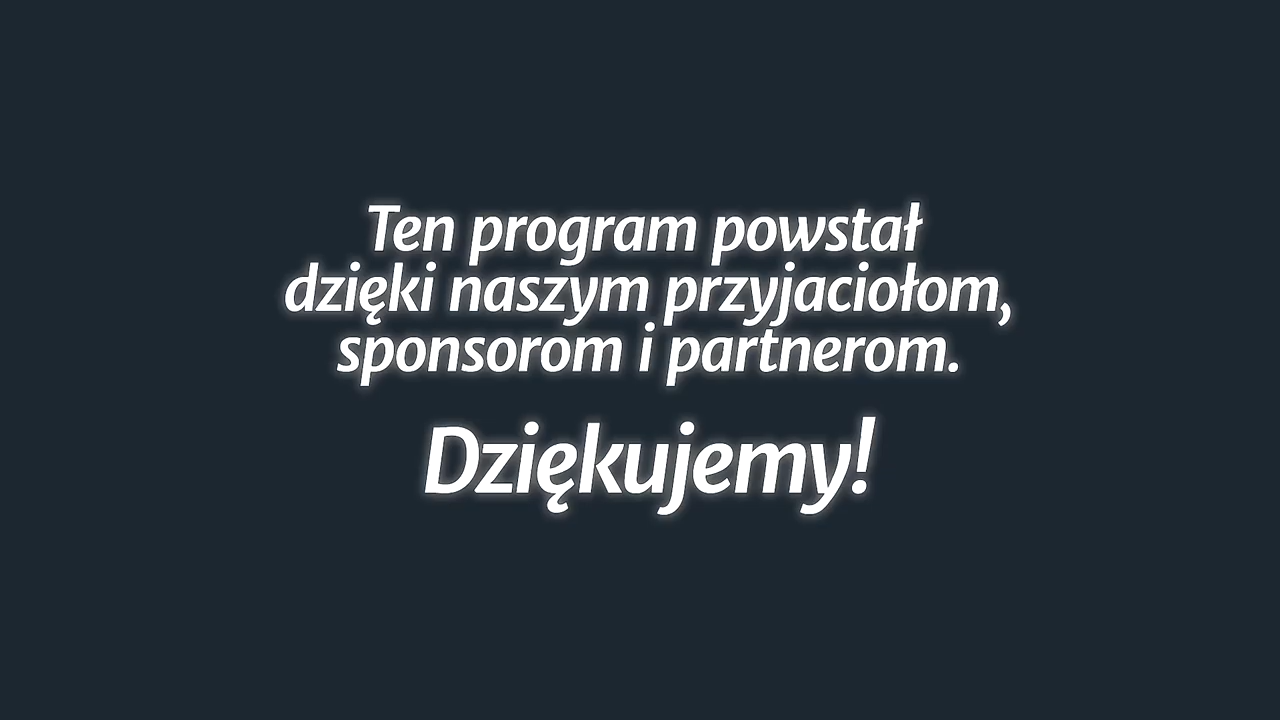 Ten program powstał
dzięki naszym przyjaciołom,
sponsorom i partnerom.
Dziękujemy!